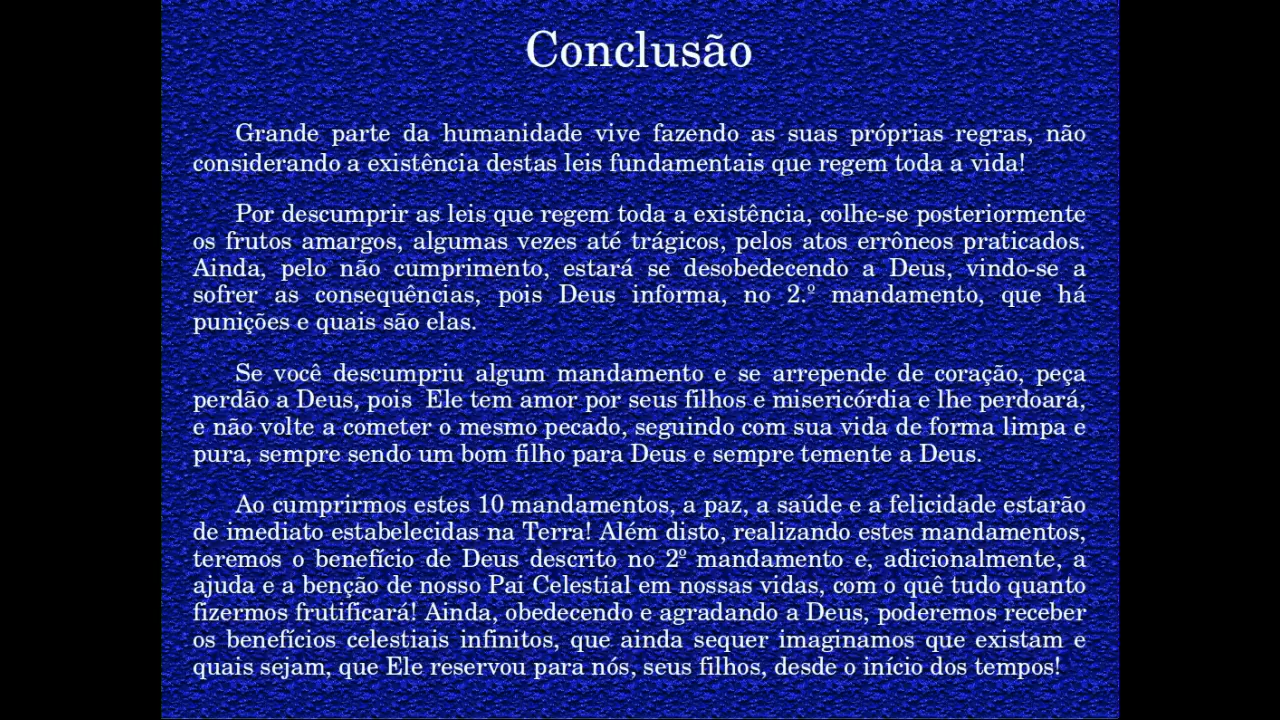 Conclusão
Grande parte da humanidade vive fazendo as suas próprias regras, não
considerando a existência destas leis fundamentais que regem toda a vida!
Por descumprir as leis que regem toda a existência, colhe-se posteriormente
os frutos amargos, algumas vezes até trágicos, pelos atos errôneos praticados.
Ainda, pelo não cumprimento, estará se desobedecendo a Deus, vindo-se a
sofrer as consequências, pois Deus informa, no 2.º mandamento, que há
punições e quais são elas.
Se você descumpriu algum mandamento e se arrepende de coração, peça
perdão a Deus, pois  Ele tem amor por seus filhos e misericórdia e lhe perdoará,
e não volte a cometer o mesmo pecado, seguindo com sua vida de forma limpa e
pura, sempre sendo um bom filho para Deus e sempre temente a Deus.
Ao cumprirmos estes 10 mandamentos, a paz, a saúde e a felicidade estarão
de imediato estabelecidas na Terra! Além disto, realizando estes mandamentos,
teremos o benefício de Deus descrito no 2º mandamento e, adicionalmente, a
ajuda e a benção de nosso Pai Celestial em nossas vidas, com o quê tudo quanto
fizermos frutificará! Ainda, obedecendo e agradando a Deus, poderemos receber
os benefícios celestiais infinitos, que ainda sequer imaginamos que existam e
quais sejam, que Ele reservou para nós, seus filhos, desde o início dos tempos!